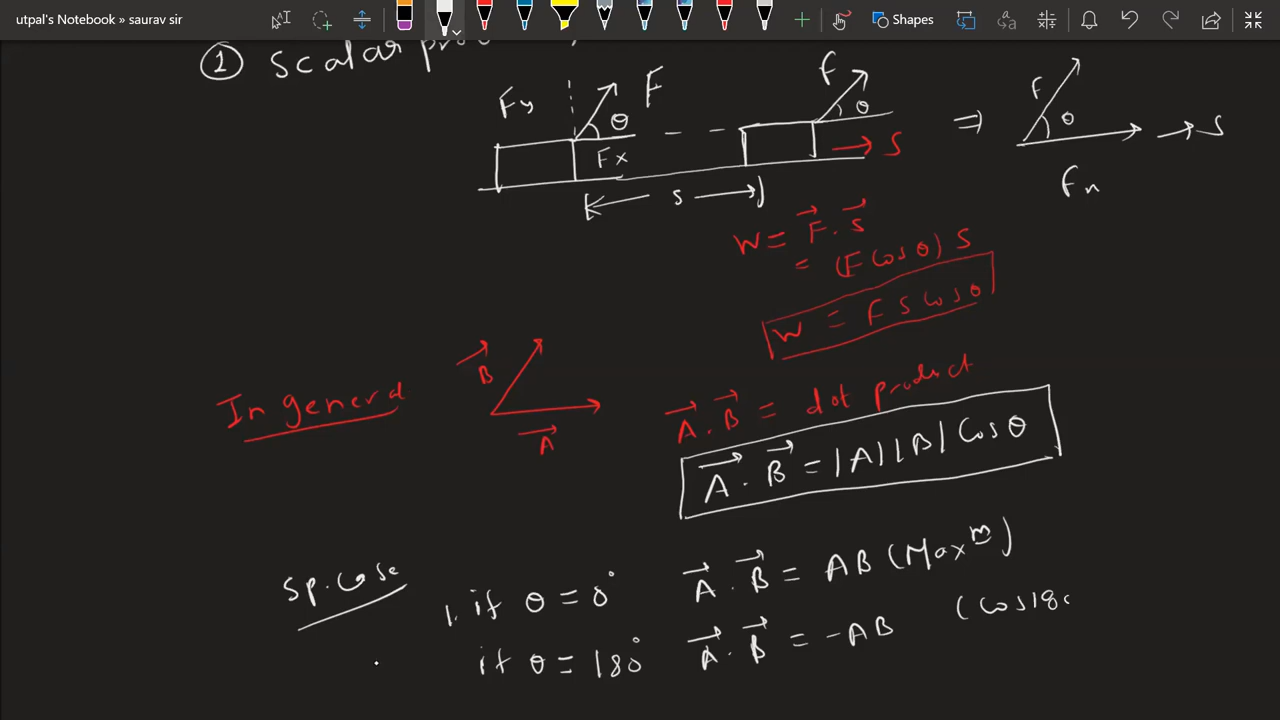 utpal's Notebook » saurav sir
Shapes
① Scalar pro
Fy F θ Fx
F θ
S
s
⇒ F θ → S
Fx
W = F⃗ . s⃗
= (F cos θ) S
W = F s cos θ
In general
B⃗
A⃗
A⃗ . B⃗ = dot product
A⃗ . B⃗ = |A| |B| Cos θ
Sp. case
1. if θ = 0° A⃗ . B⃗ = AB (Maxᵐ)
if θ = 180° A⃗ . B⃗ = -AB (cos 180